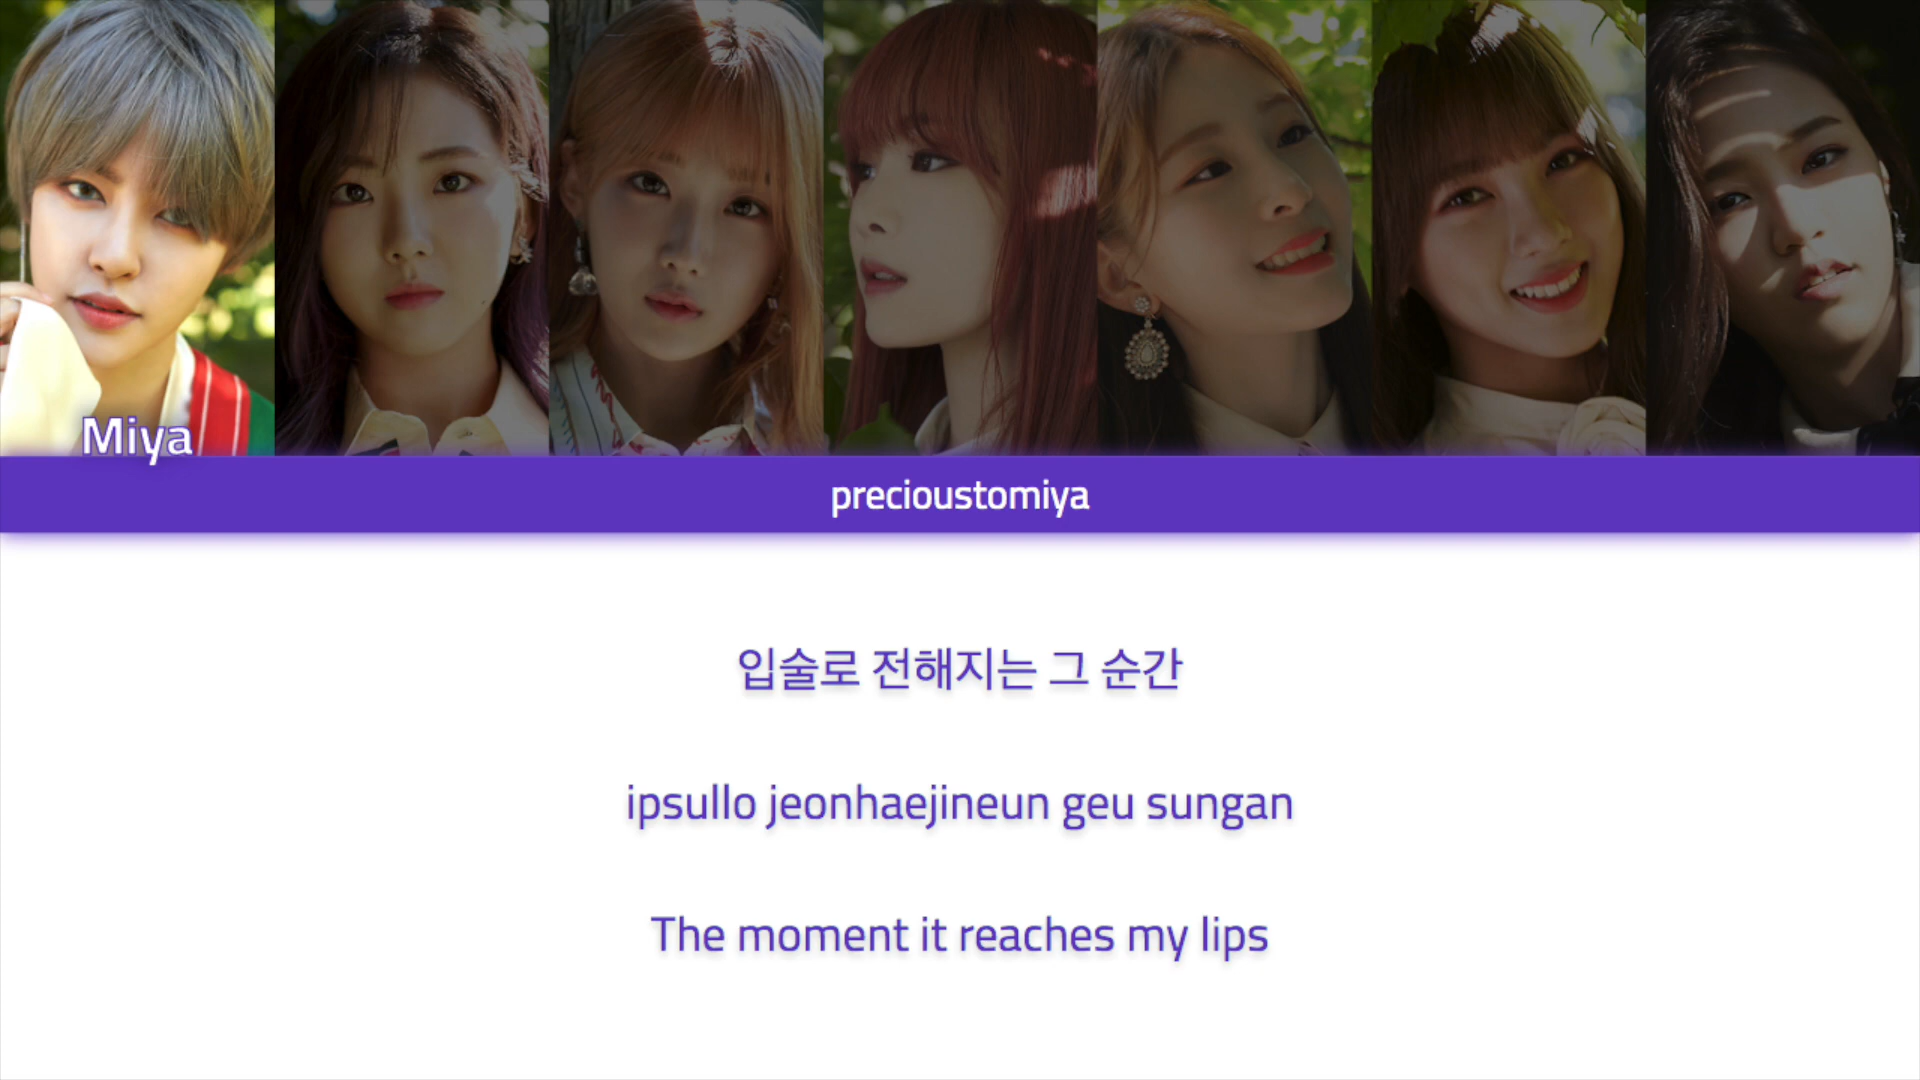 Miya
precioustomiya
입술로 전해지는 그 순간
ipsullo jeonhaejineun geu sungan
The moment it reaches my lips